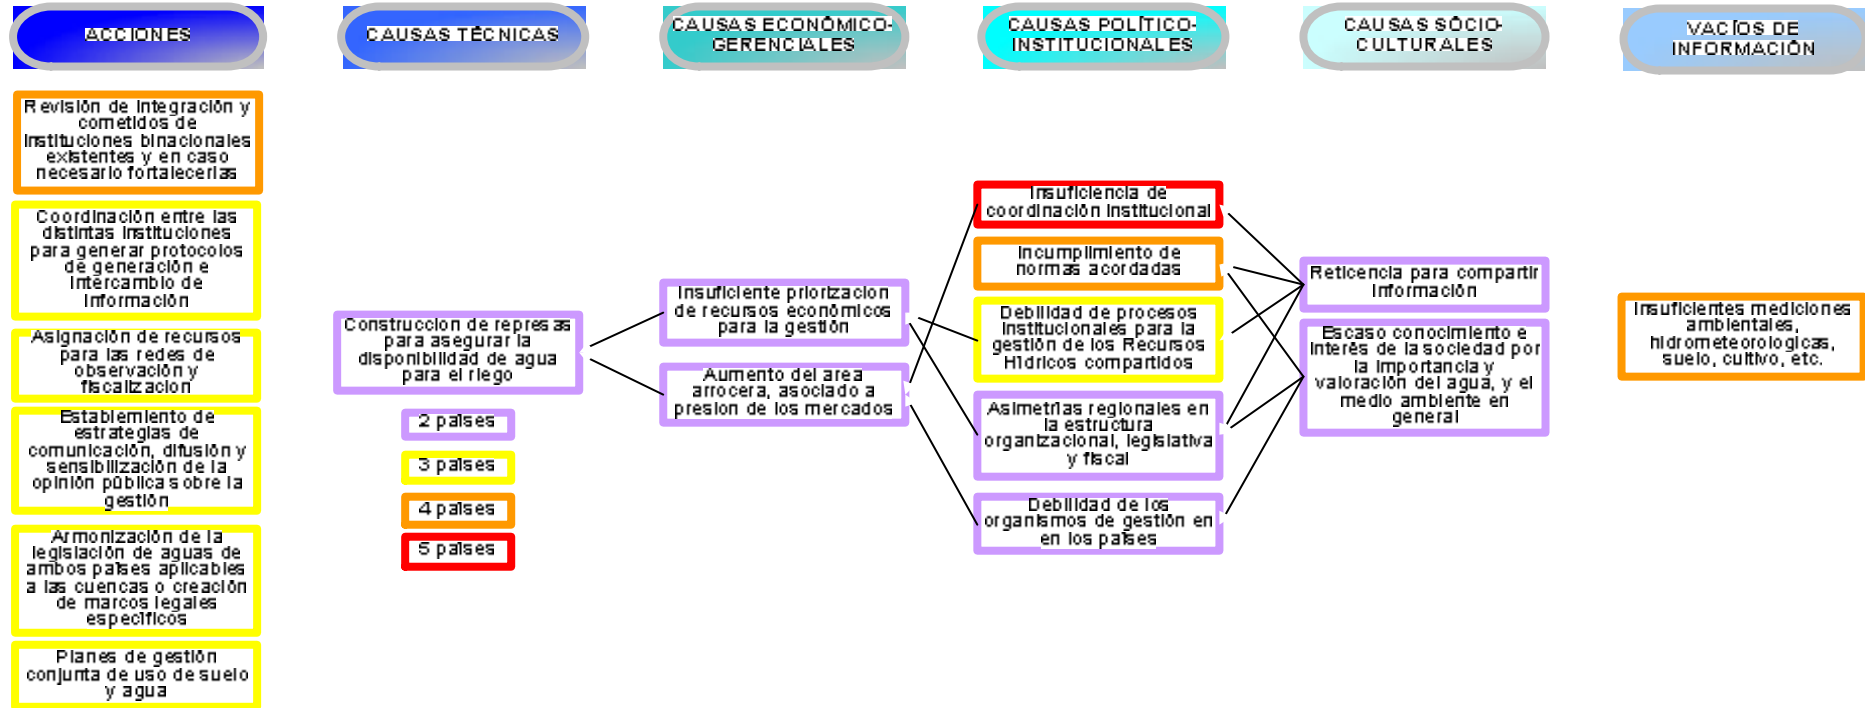 ACCIONES
CAUSAS TÉCNICAS
CAUSAS ECONÓMICO-
GERENCIALES
CAUSAS POLÍTICO-
INSTITUCIONALES
CAUSAS SÓCIO-
CULTURALES
VACÍOS DE
INFORMACIÓN
Revisión de integración y
cometidos de
instituciones binacionales
existentes y en caso
necesario fortalecerlas
Coordinación entre las
distintas instituciones
para generar protocolos
de generación e
intercambio de
información
Asignación de recursos
para las redes de
observación y
fiscalizacion
Establemiento de
estrategias de
comunicación, difusión y
sensibilización de la
opinión pública sobre la
gestión
Armonización de la
legislación de aguas de
ambos países aplicables
a las cuencas o creación
de marcos legales
específicos
Planes de gestión
conjunta de uso de suelo
y agua
Construccion de represas
para asegurar la
disponibilidad de agua
para el riego
2 países
3 países
4 países
5 países
Insuficiente priorizacion
de recursos económicos
para la gestión
Aumento del area
arrocera, asociado a
presion de los mercados
Insuficiencia de
coordinación institucional
Incumplimiento de
normas acordadas
Debilidad de procesos
institucionales para la
gestión de los Recursos
Hídricos compartidos
Asimetrías regionales en
la estructura
organizacional, legislativa
y fiscal
Debilidad de los
organismos de gestión en
en los países
Reticencia para compartir
información
Escaso conocimiento e
interés de la sociedad por
la importancia y
valoración del agua, y el
medio ambiente en
general
Insuficientes mediciones
ambientales,
hidrometeorologicas,
suelo, cultivo, etc.